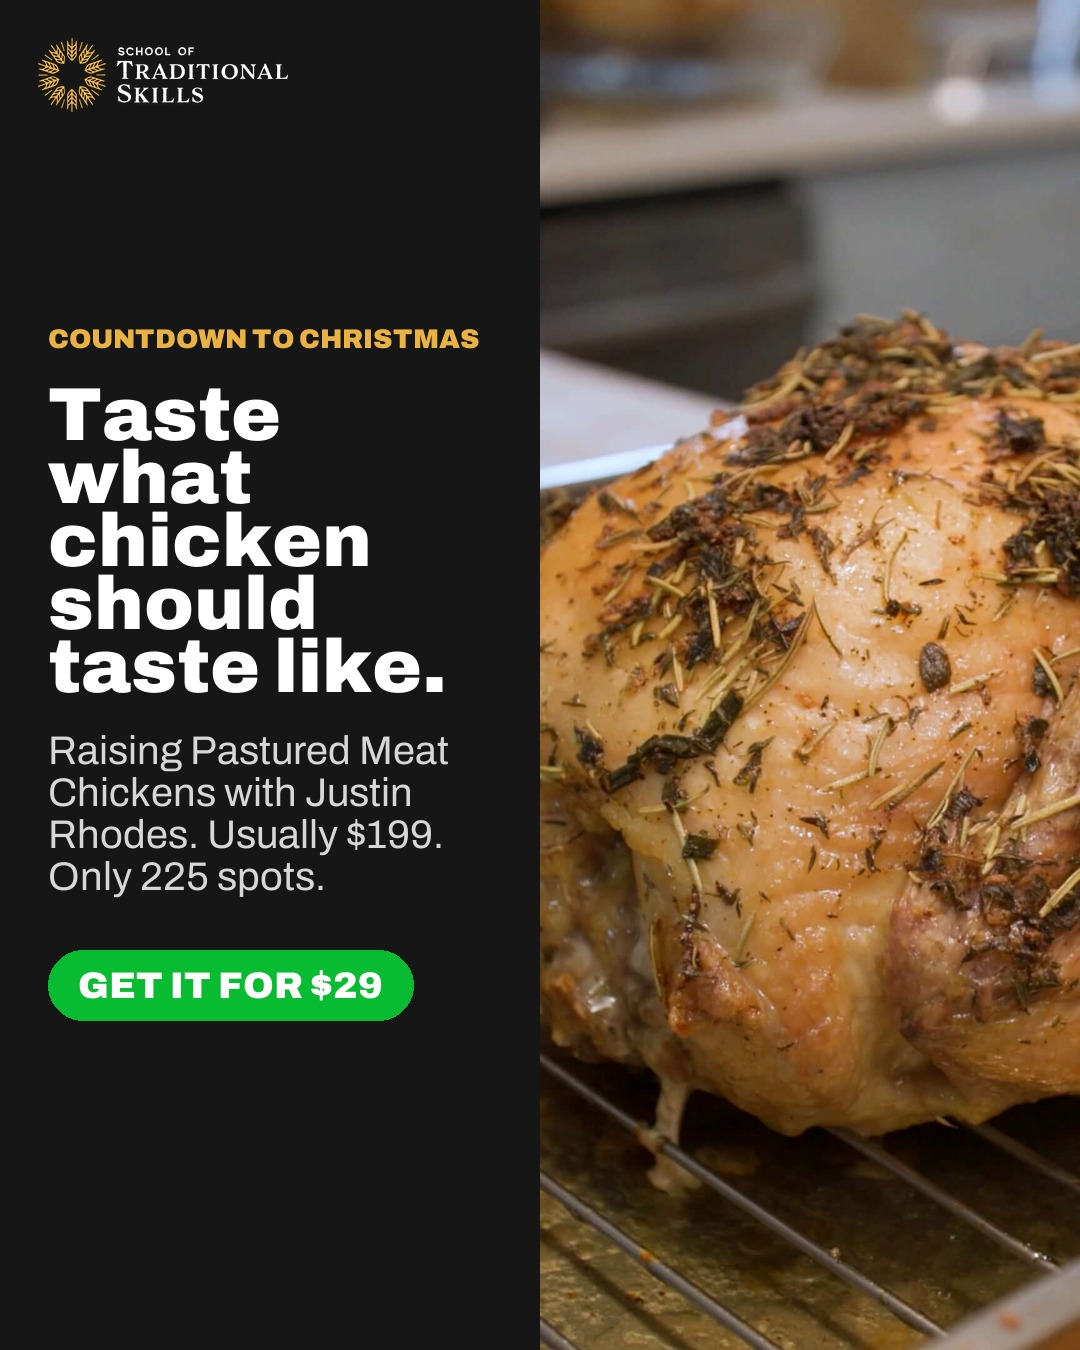 SCHOOL OF
TRADITIONAL
SKILLS
COUNTDOWN TO CHRISTMAS
Taste
what
chicken
should
taste like.
Raising Pastured Meat
Chickens with Justin
Rhodes. Usually $199.
Only 225 spots.
GET IT FOR $29